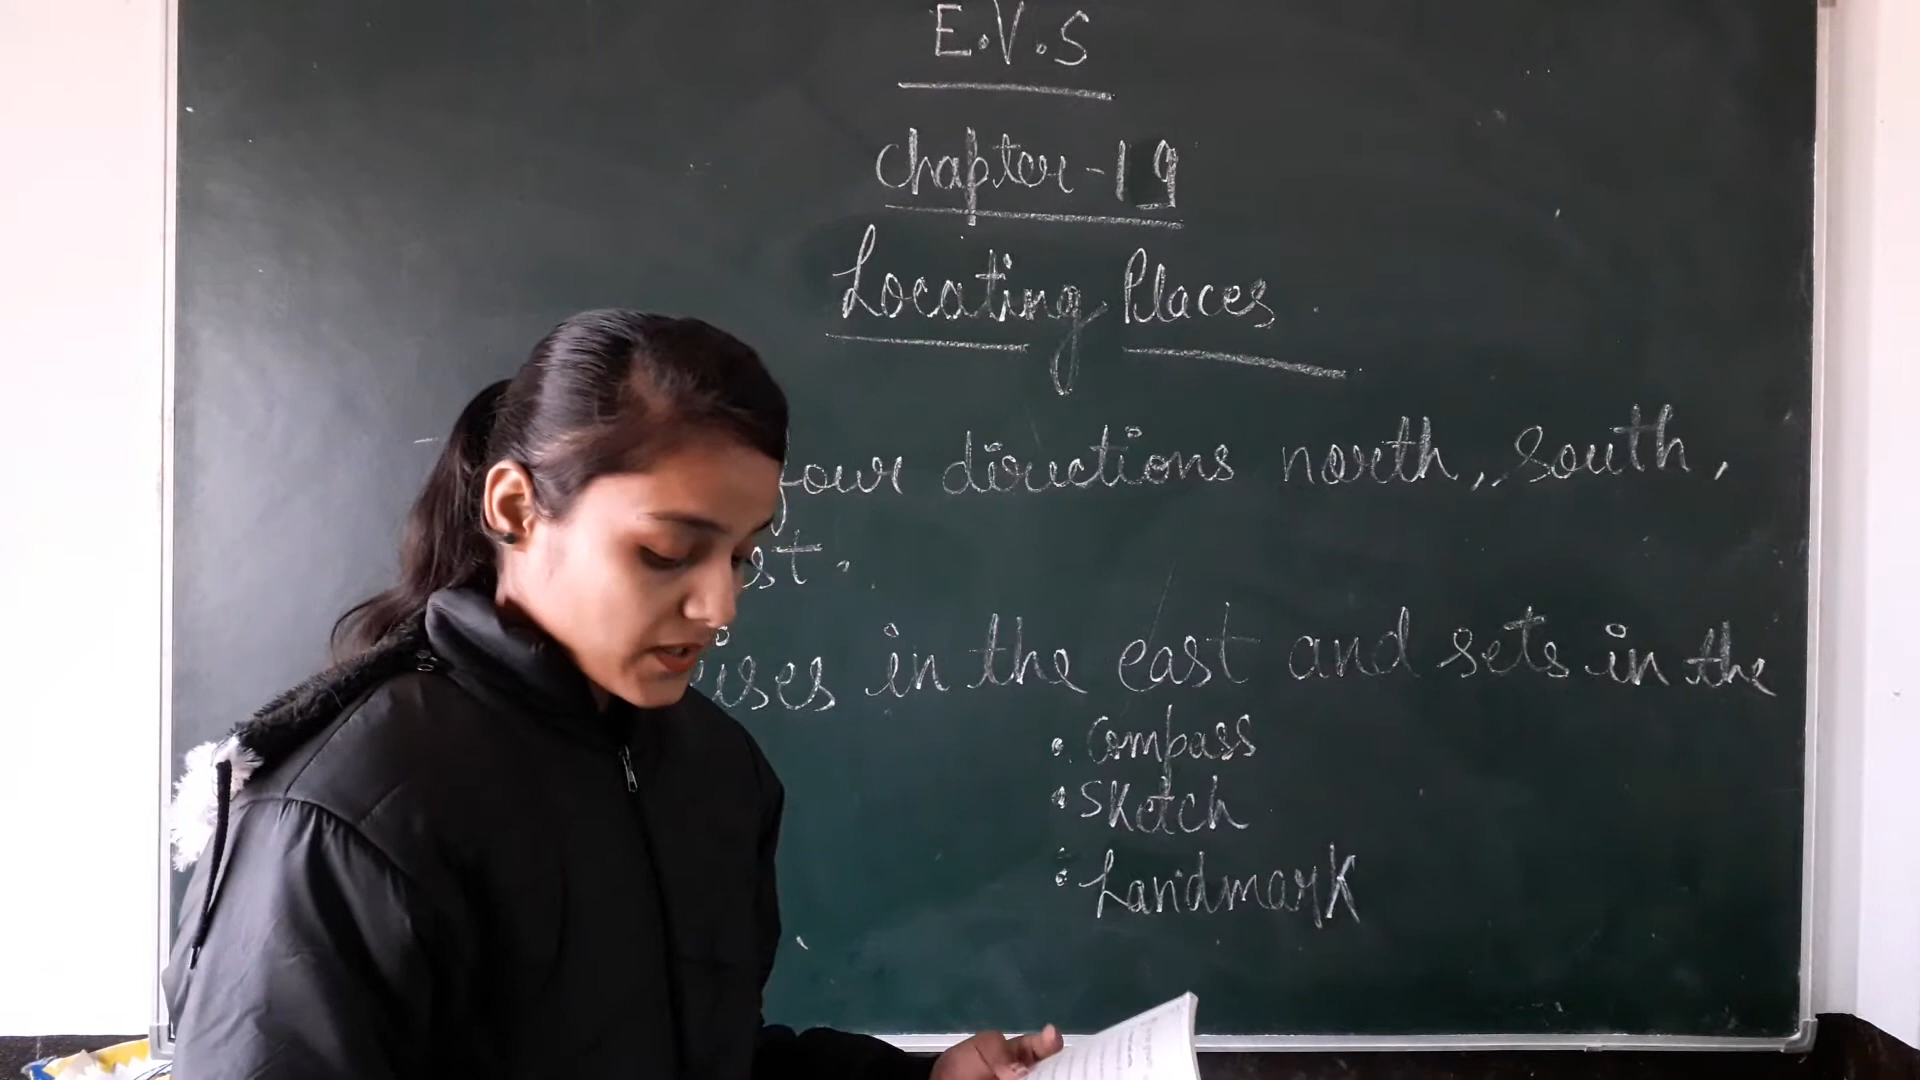 E.V.S
Chapter-19
Locating Places
four directions north, south,
st.
ises in the east and sets in the
• Compass
• Sketch
• Landmark